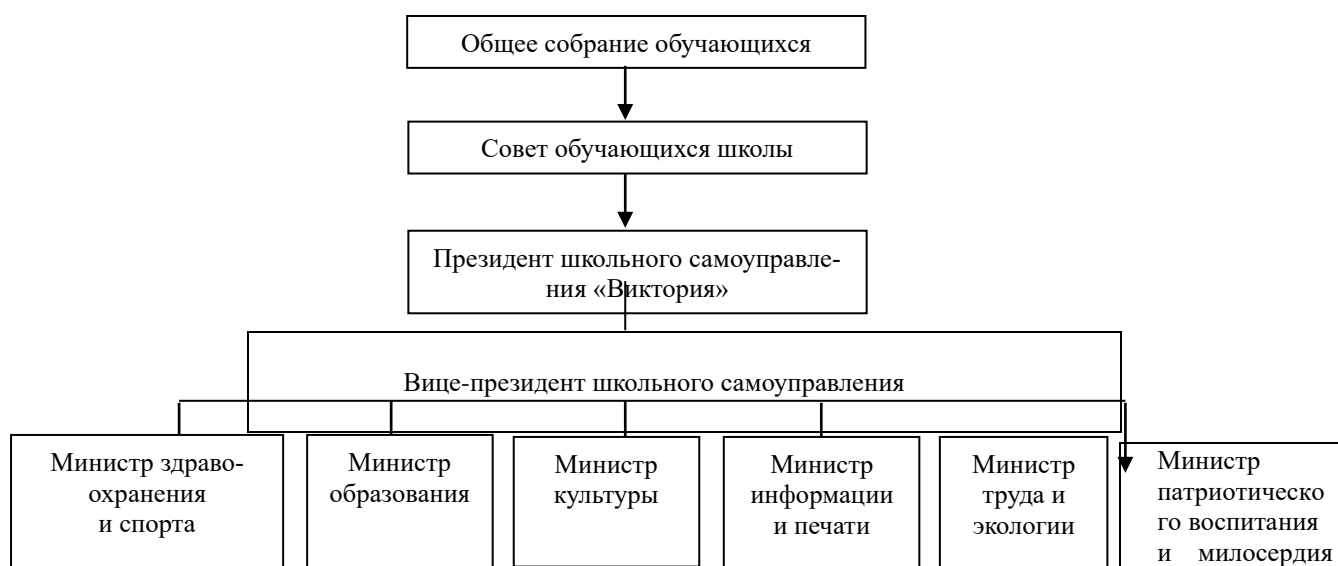 Общее собрание обучающихся
Совет обучающихся школы
Президент школьного самоуправле-
ния «Виктория»
Вице-президент школьного самоуправления
Министр здраво-
охранения
и спорта
Министр
образования
Министр
культуры
Министр
информации
и печати
Министр
труда и
экологии
Министр
патриотическо
го воспитания
и милосердия